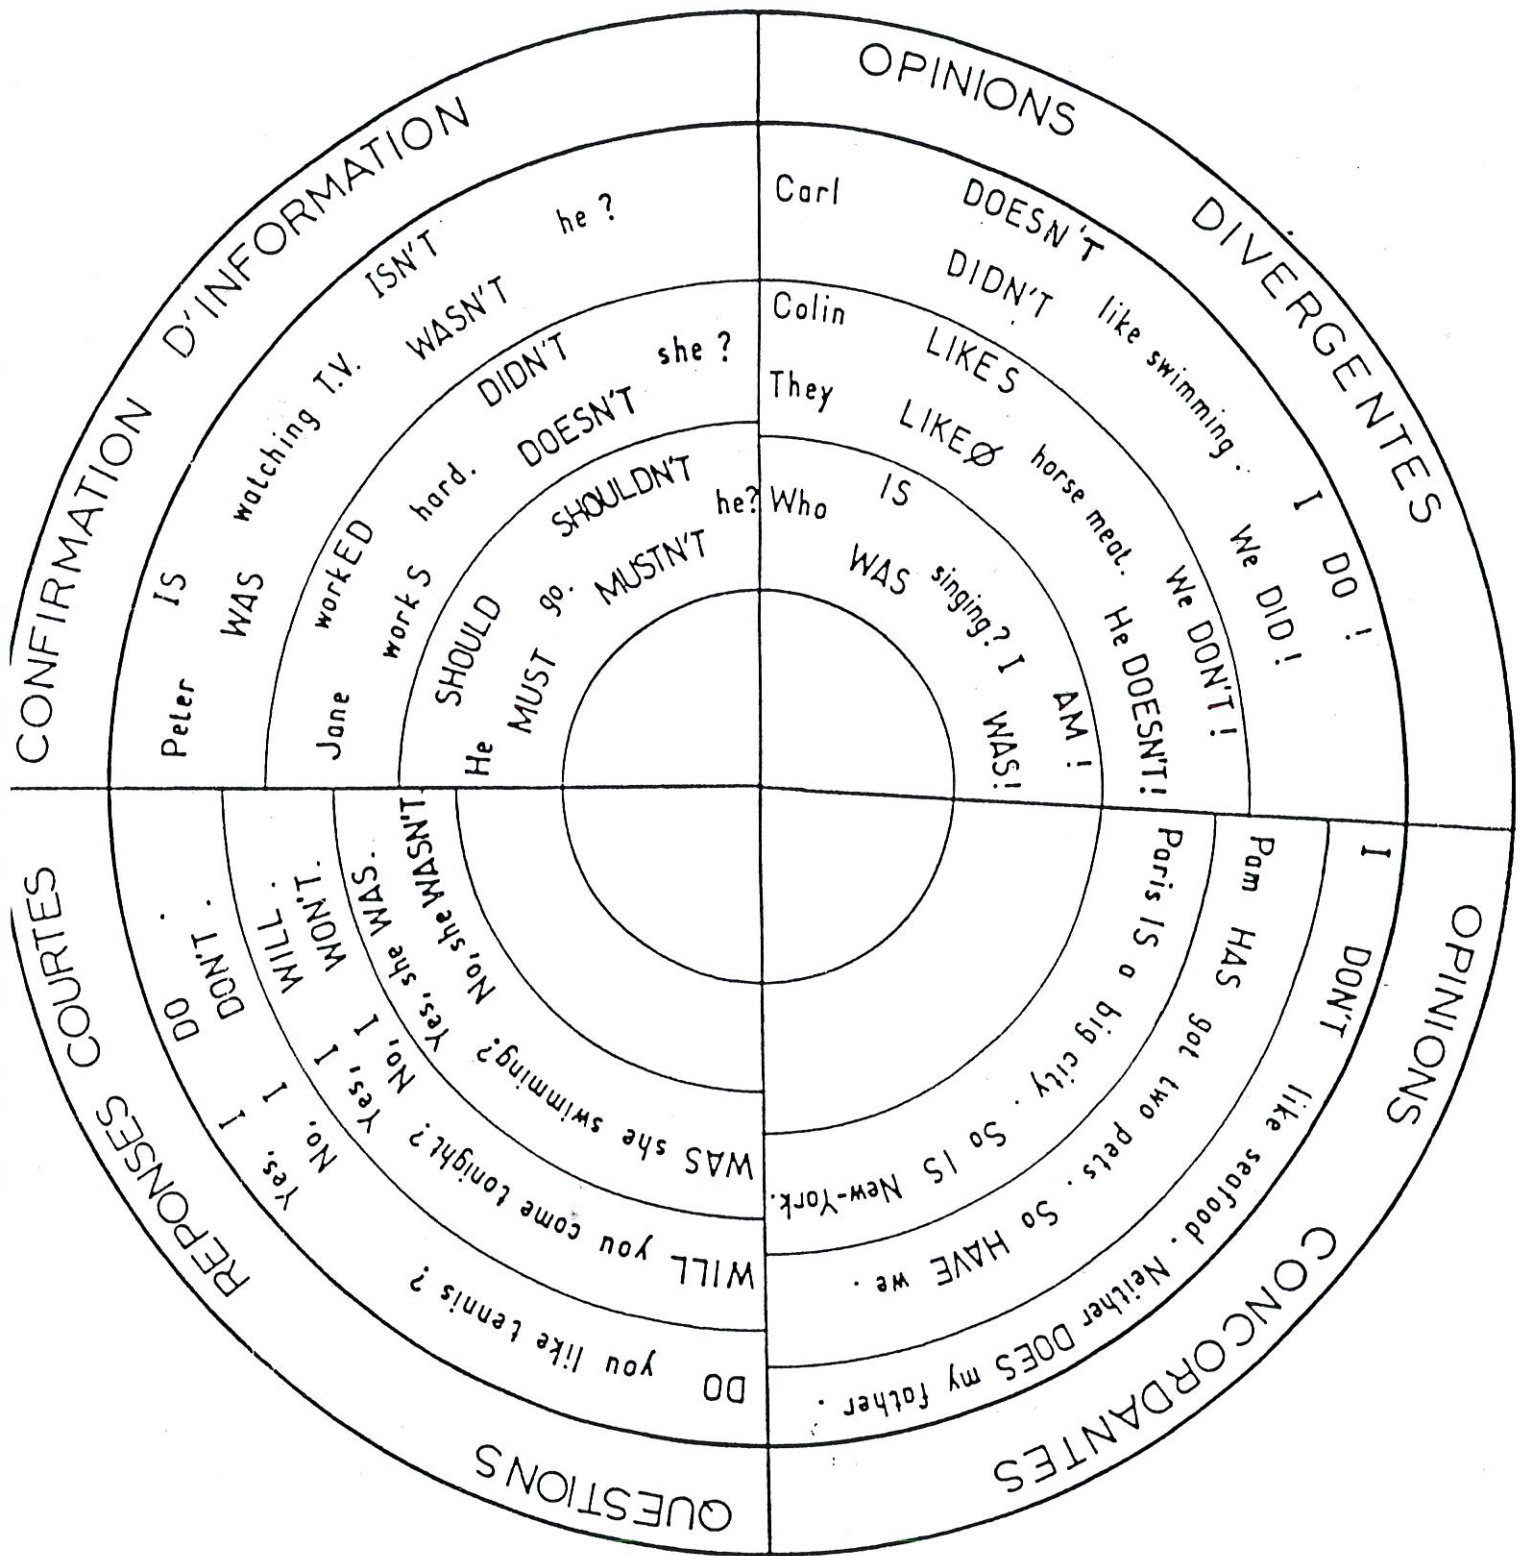 CONFIRMATION D'INFORMATION
Peter IS watching T.V. ISN'T he ?
WAS WASN'T
Jane workED hard. DIDN'T she ?
workS DOESN'T
He SHOULD go. SHOULDN'T he?
MUST MUSTN'T
OPINIONS DIVERGENTES
Carl DOESN'T like swimming. I DO !
DIDN'T We DID !
Colin LIKES horse meat. We DON'T !
They LIKEØ He DOESN'T!
Who IS singing? I AM !
WAS WAS!
OPINIONS CONCORDANTES
I DON'T like seafood. Neither DOES my father.
Pam HAS got two pets. So HAVE we.
Paris IS a big city. So IS New-York.
QUESTIONS REPONSES COURTES
DO you like tennis ? Yes, I DO.
No, I DON'T.
WILL you come tonight ? Yes, I WILL.
No, I WON'T.
WAS she swimming? Yes, she WAS.
No, she WASN'T